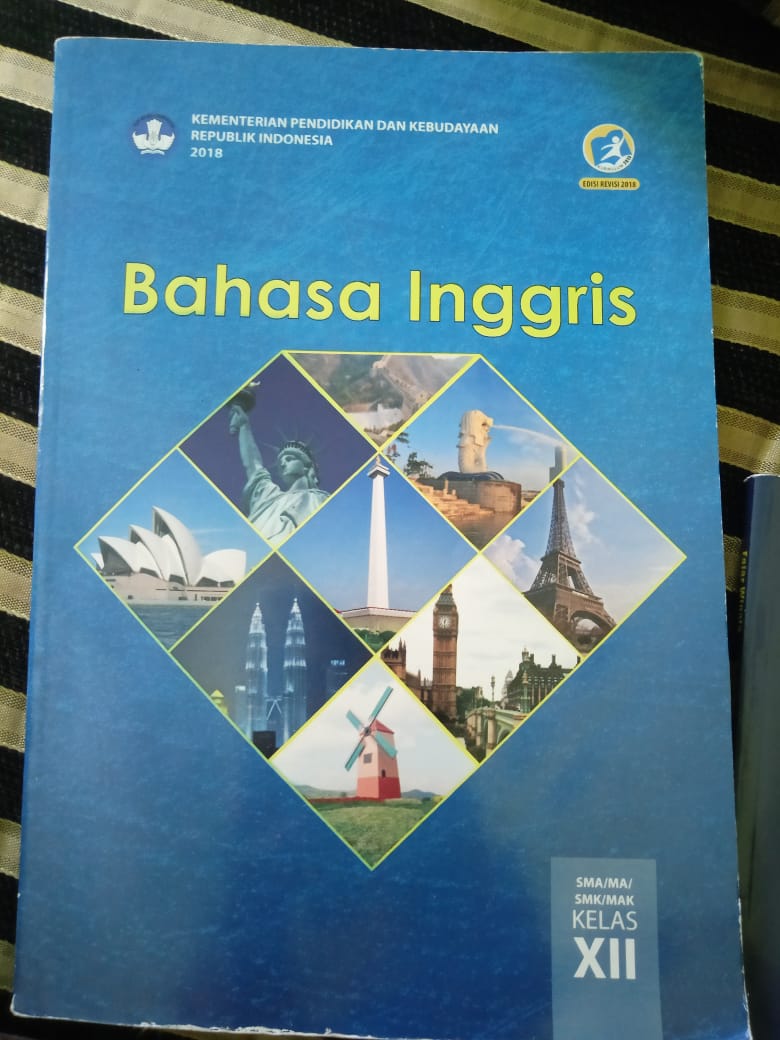 KEMENTERIAN PENDIDIKAN DAN KEBUDAYAAN
REPUBLIK INDONESIA
2018
EDISI REVISI 2018
Bahasa Inggris
SMA/MA/
SMK/MAK
KELAS
XII